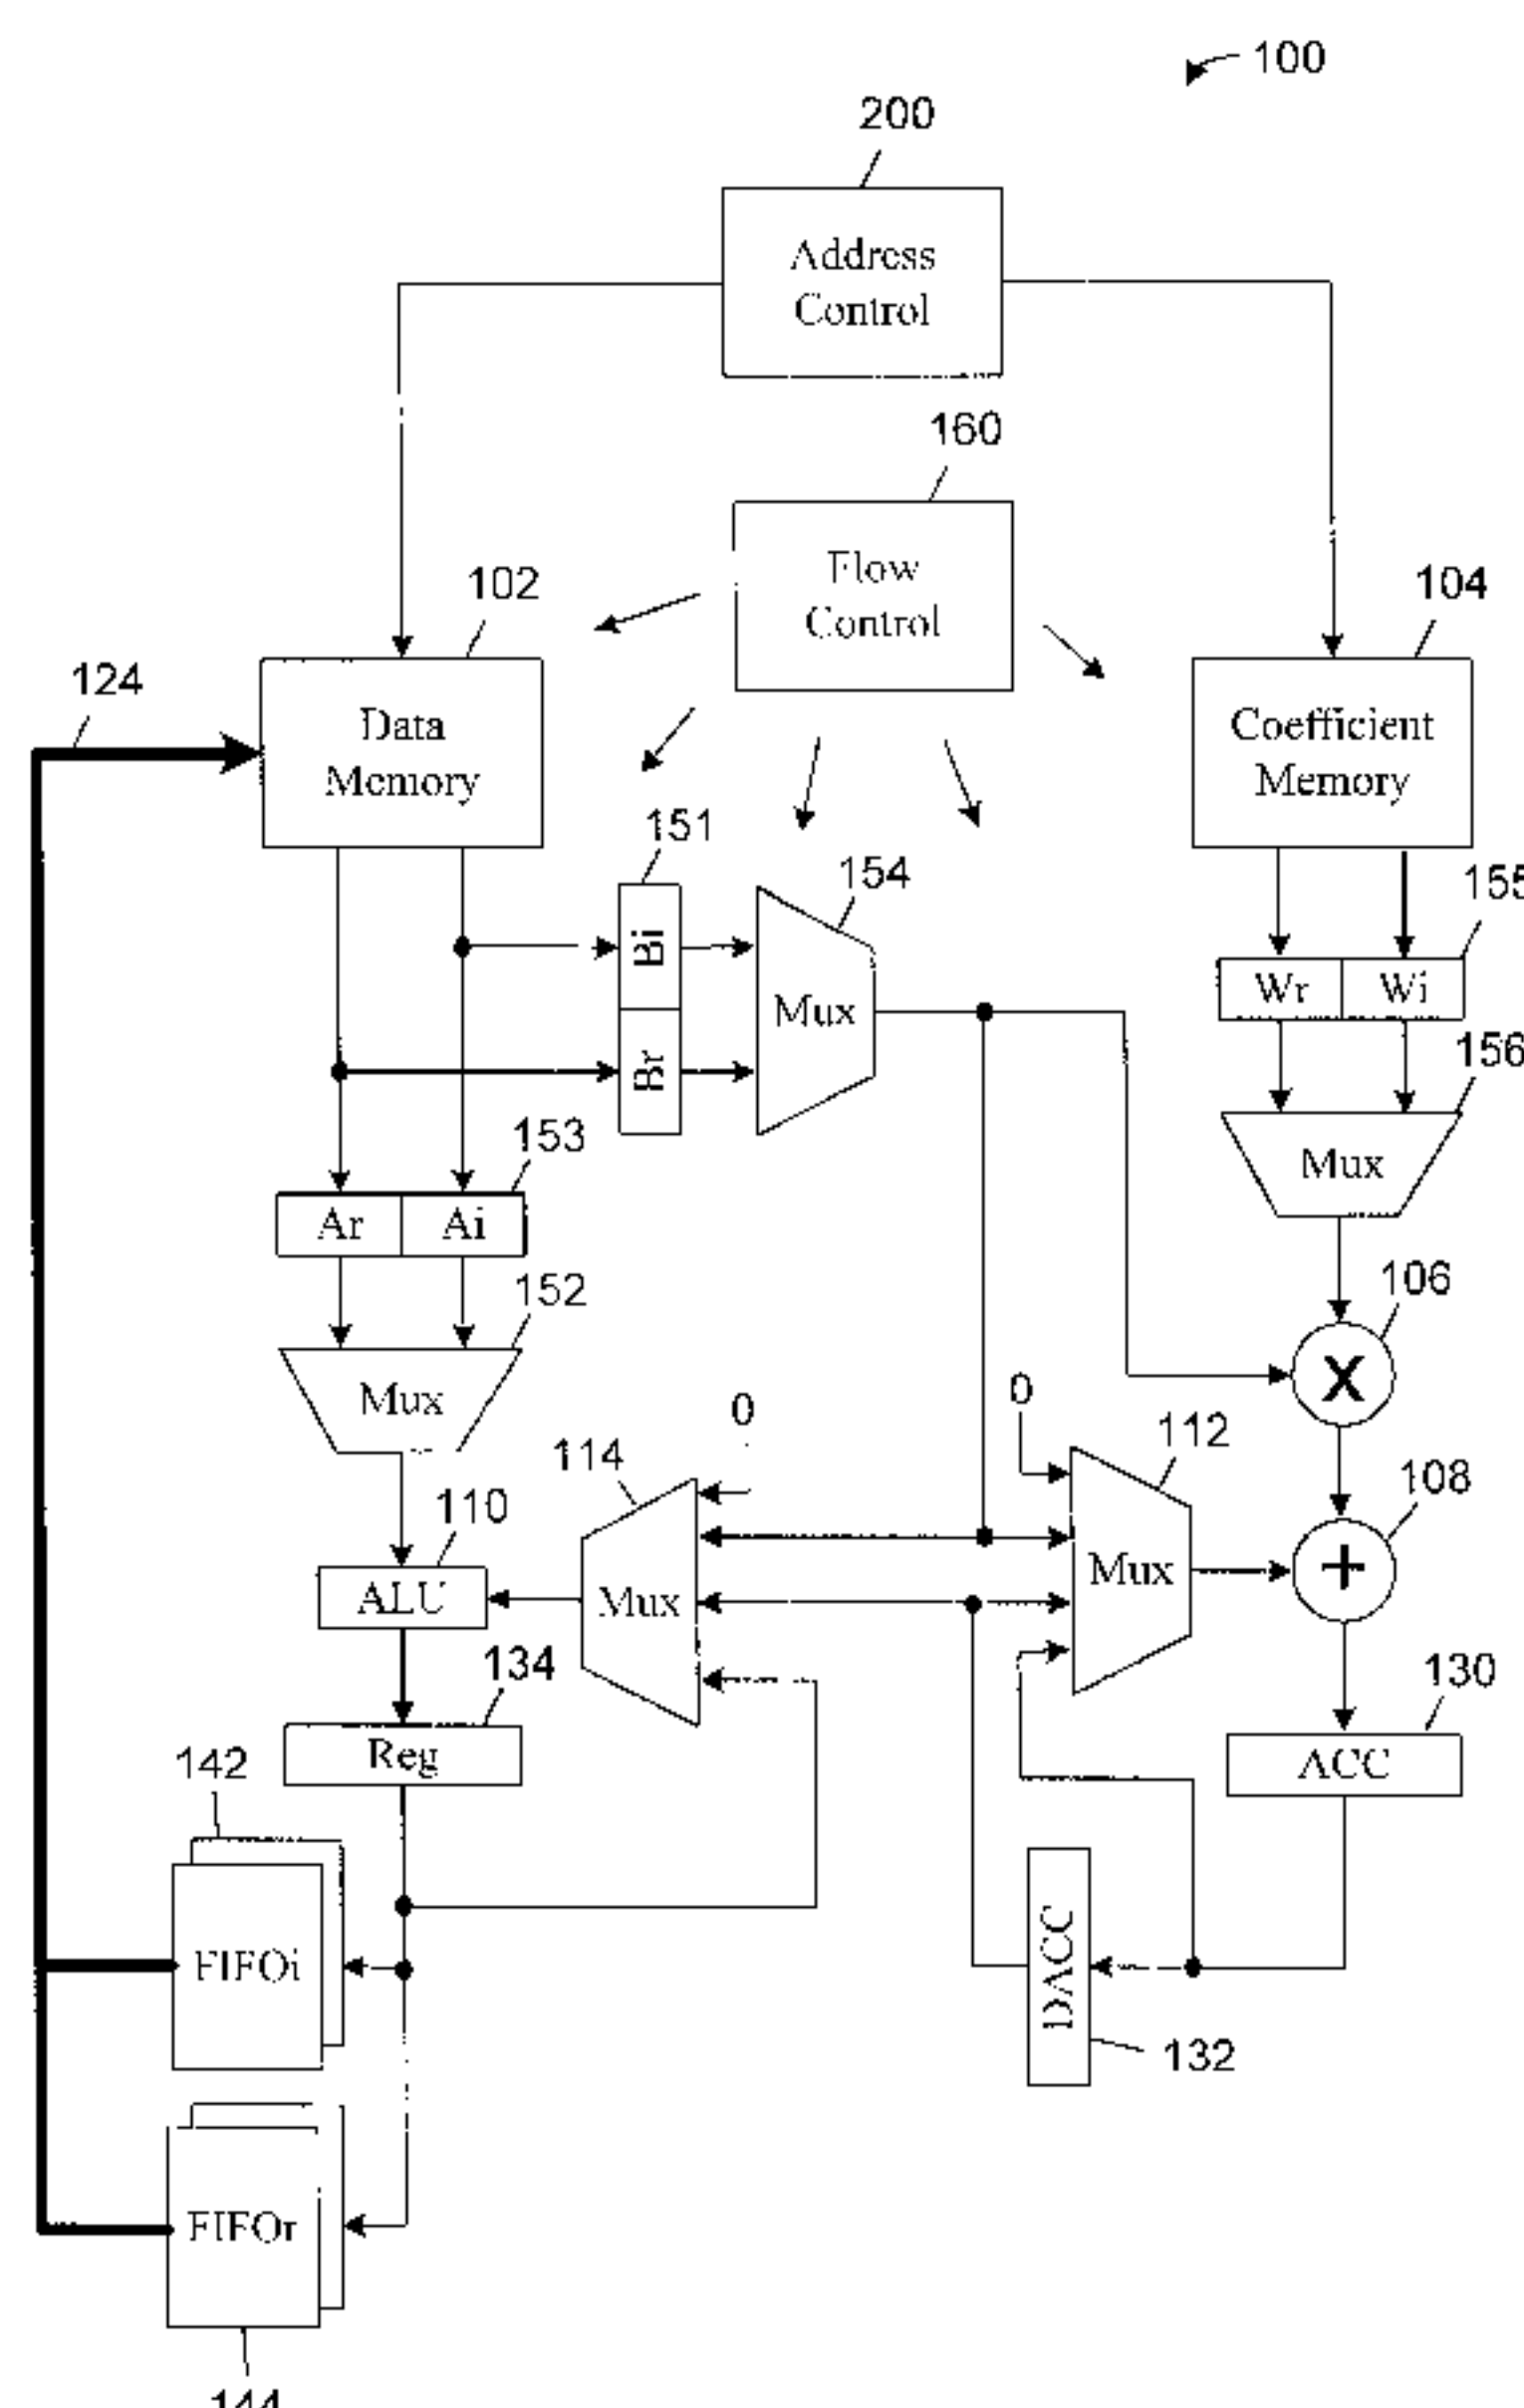 100
200
Address
Control
160
Flow
Control
102
104
124
Data
Memory
Coefficient
Memory
151
154
155
Bi
Br
Mux
Wr
Wi
156
Mux
153
Ar
Ai
152
Mux
106
X
0
0
114
112
110
108
ALU
Mux
Mux
+
134
130
Reg
ACC
142
FIFOi
DACC
132
FIFOr
144